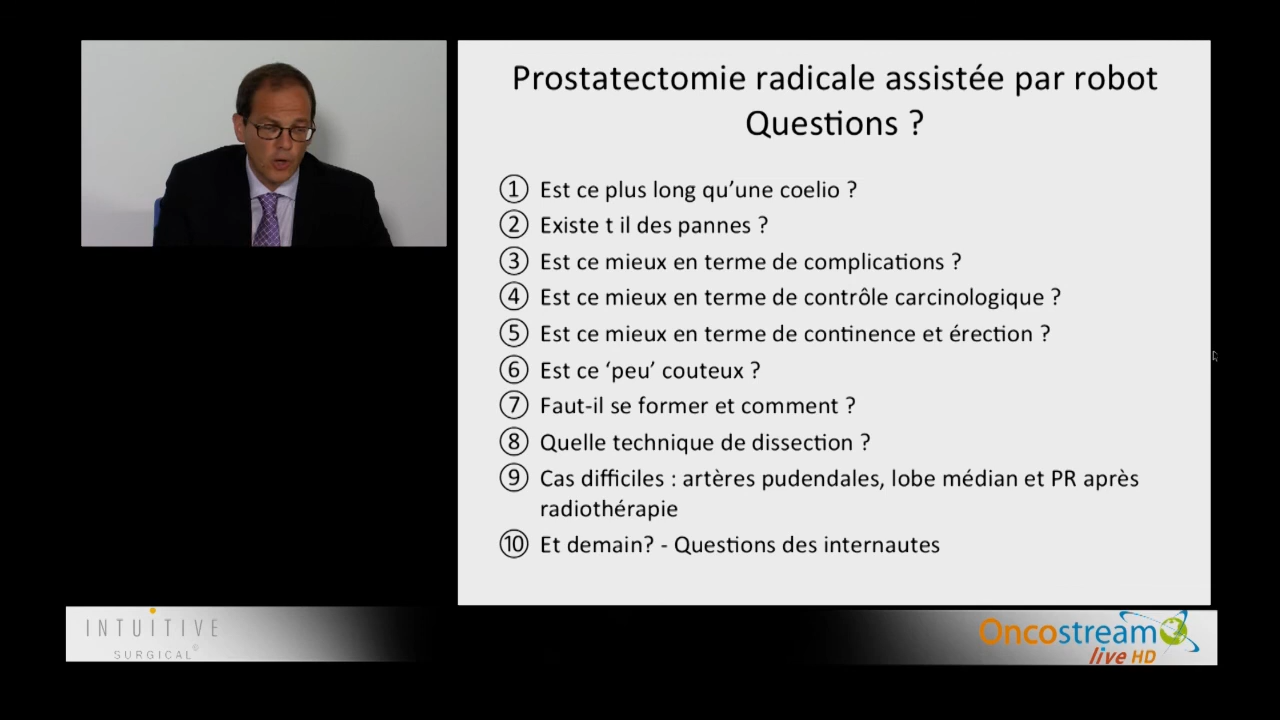 Prostatectomie radicale assistée par robot
Questions ?
① Est ce plus long qu’une coelio ?
② Existe t il des pannes ?
③ Est ce mieux en terme de complications ?
④ Est ce mieux en terme de contrôle carcinologique ?
⑤ Est ce mieux en terme de continence et érection ?
⑥ Est ce ‘peu’ couteux ?
⑦ Faut-il se former et comment ?
⑧ Quelle technique de dissection ?
⑨ Cas difficiles : artères pudendales, lobe médian et PR après
radiothérapie
⑩ Et demain? - Questions des internautes
INTUITIVE
SURGICAL©
Oncostream
live HD